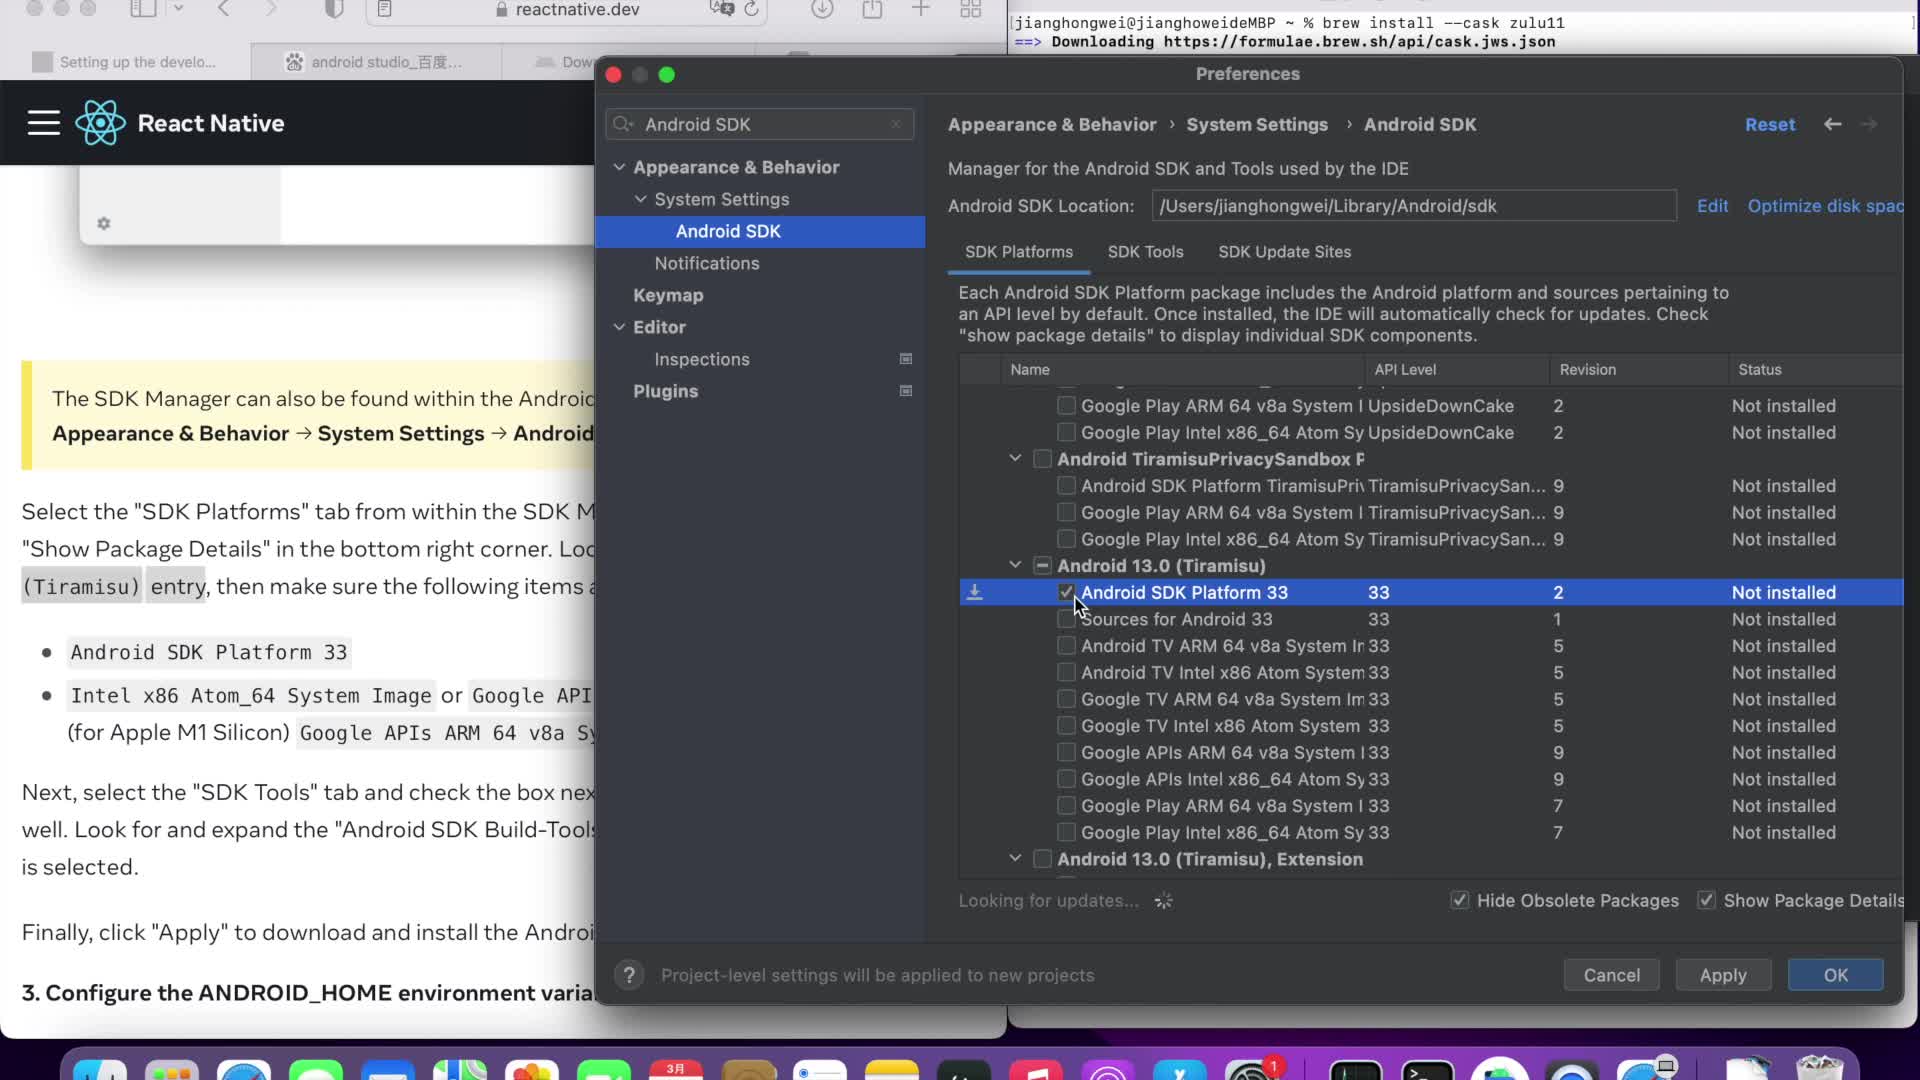 reactnative.dev
Setting up the develo...
android studo_百度...
Dow
React Native
The SDK Manager can also be found within the Android
Appearance & Behavior → System Settings → Android
Select the "SDK Platforms" tab from within the SDK M
"Show Package Details" in the bottom right corner. Loo
(Tiramisu) entry, then make sure the following items a
Android SDK Platform 33
Intel x86 Atom_64 System Image or Google API
(for Apple M1 Silicon) Google APIs ARM 64 v8a Sy
Next, select the "SDK Tools" tab and check the box nex
well. Look for and expand the "Android SDK Build-Tools
is selected.
Finally, click "Apply" to download and install the Androi
3. Configure the ANDROID_HOME environment varia
[jianghongwei@jianghoweideMBP ~ % brew install --cask zulu11 ]
==> Downloading https://formulae.brew.sh/api/cask.jws.json
Preferences
Android SDK
Appearance & Behavior
System Settings
Android SDK
Notifications
Keymap
Editor
Inspections
Plugins
Appearance & Behavior › System Settings › Android SDK
Reset
Manager for the Android SDK and Tools used by the IDE
Android SDK Location: /Users/jianghongwei/Library/Android/sdk Edit Optimize disk spac
SDK Platforms SDK Tools SDK Update Sites
Each Android SDK Platform package includes the Android platform and sources pertaining to
an API level by default. Once installed, the IDE will automatically check for updates. Check
"show package details" to display individual SDK components.
Name API Level Revision Status
Google Play ARM 64 v8a System I UpsideDownCake 2 Not installed
Google Play Intel x86_64 Atom Sy UpsideDownCake 2 Not installed
Android TiramisuPrivacySandbox P
Android SDK Platform TiramisuPriv TiramisuPrivacySan... 9 Not installed
Google Play ARM 64 v8a System I TiramisuPrivacySan... 9 Not installed
Google Play Intel x86_64 Atom Sy TiramisuPrivacySan... 9 Not installed
Android 13.0 (Tiramisu)
Android SDK Platform 33 33 2 Not installed
Sources for Android 33 33 1 Not installed
Android TV ARM 64 v8a System Im 33 5 Not installed
Android TV Intel x86 Atom System 33 5 Not installed
Google TV ARM 64 v8a System Im 33 5 Not installed
Google TV Intel x86 Atom System 33 5 Not installed
Google APIs ARM 64 v8a System I 33 9 Not installed
Google APIs Intel x86_64 Atom Sy 33 9 Not installed
Google Play ARM 64 v8a System I 33 7 Not installed
Google Play Intel x86_64 Atom Sy 33 7 Not installed
Android 13.0 (Tiramisu), Extension
Looking for updates... Hide Obsolete Packages Show Package Details
? Project-level settings will be applied to new projects
Cancel Apply OK
3月
1